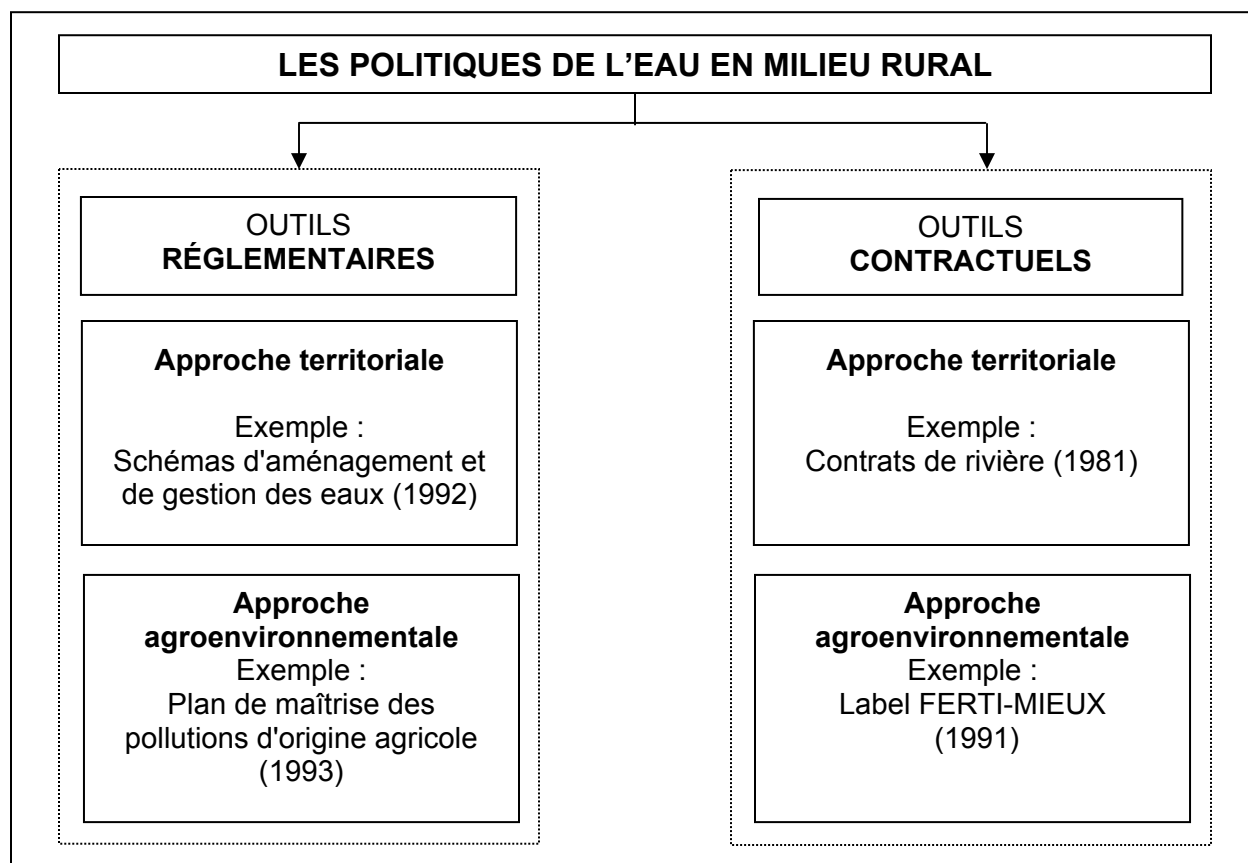 LES POLITIQUES DE L’EAU EN MILIEU RURAL
OUTILS
RÉGLEMENTAIRES
Approche territoriale
Exemple :
Schémas d'aménagement et
de gestion des eaux (1992)
Approche
agroenvironnementale
Exemple :
Plan de maîtrise des
pollutions d'origine agricole
(1993)
OUTILS
CONTRACTUELS
Approche territoriale
Exemple :
Contrats de rivière (1981)
Approche
agroenvironnementale
Exemple :
Label FERTI-MIEUX
(1991)